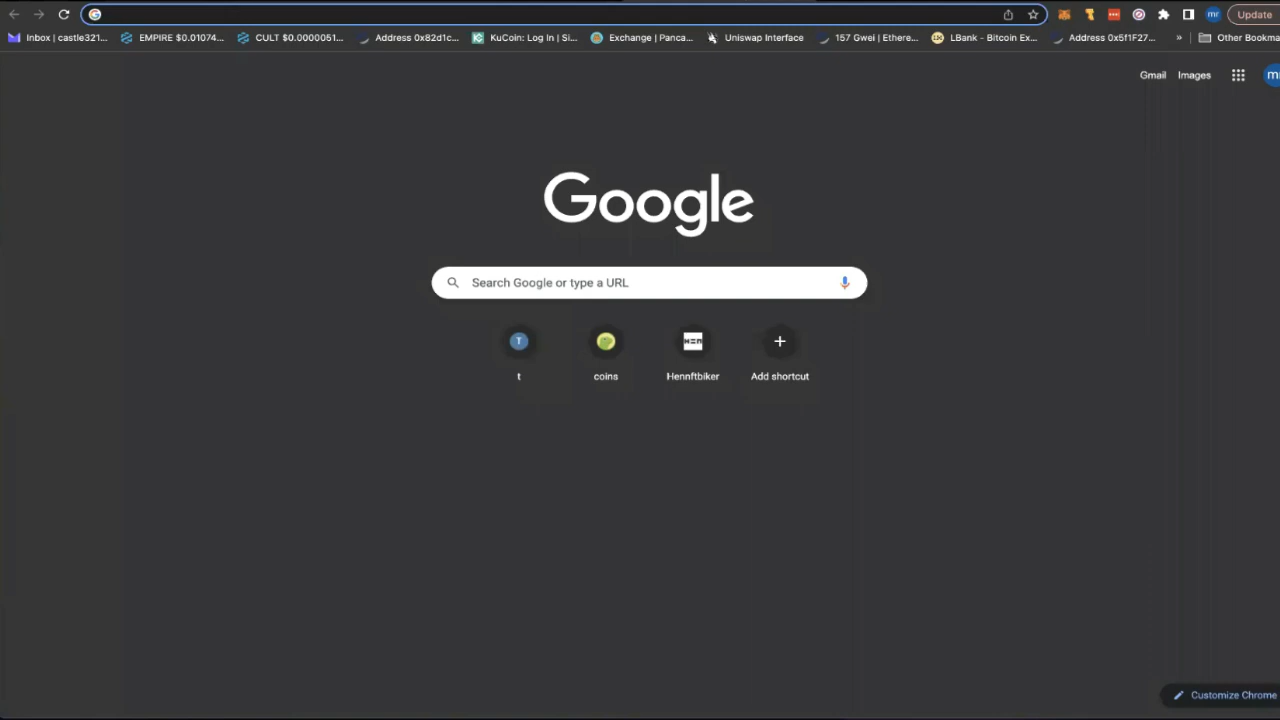 mr
Update
Inbox | castle321...
EMPIRE $0.01074...
CULT $0.0000051...
Address 0x82d1c...
KuCoin: Log In | Si...
Exchange | Panca...
Uniswap Interface
157 Gwei | Ethere...
LBank - Bitcoin Ex...
Address 0x5f1F27...
»
Other Bookma
Gmail
Images
m
Google
Search Google or type a URL
T
HEN
t
coins
Hennftbiker
Add shortcut
Customize Chrome